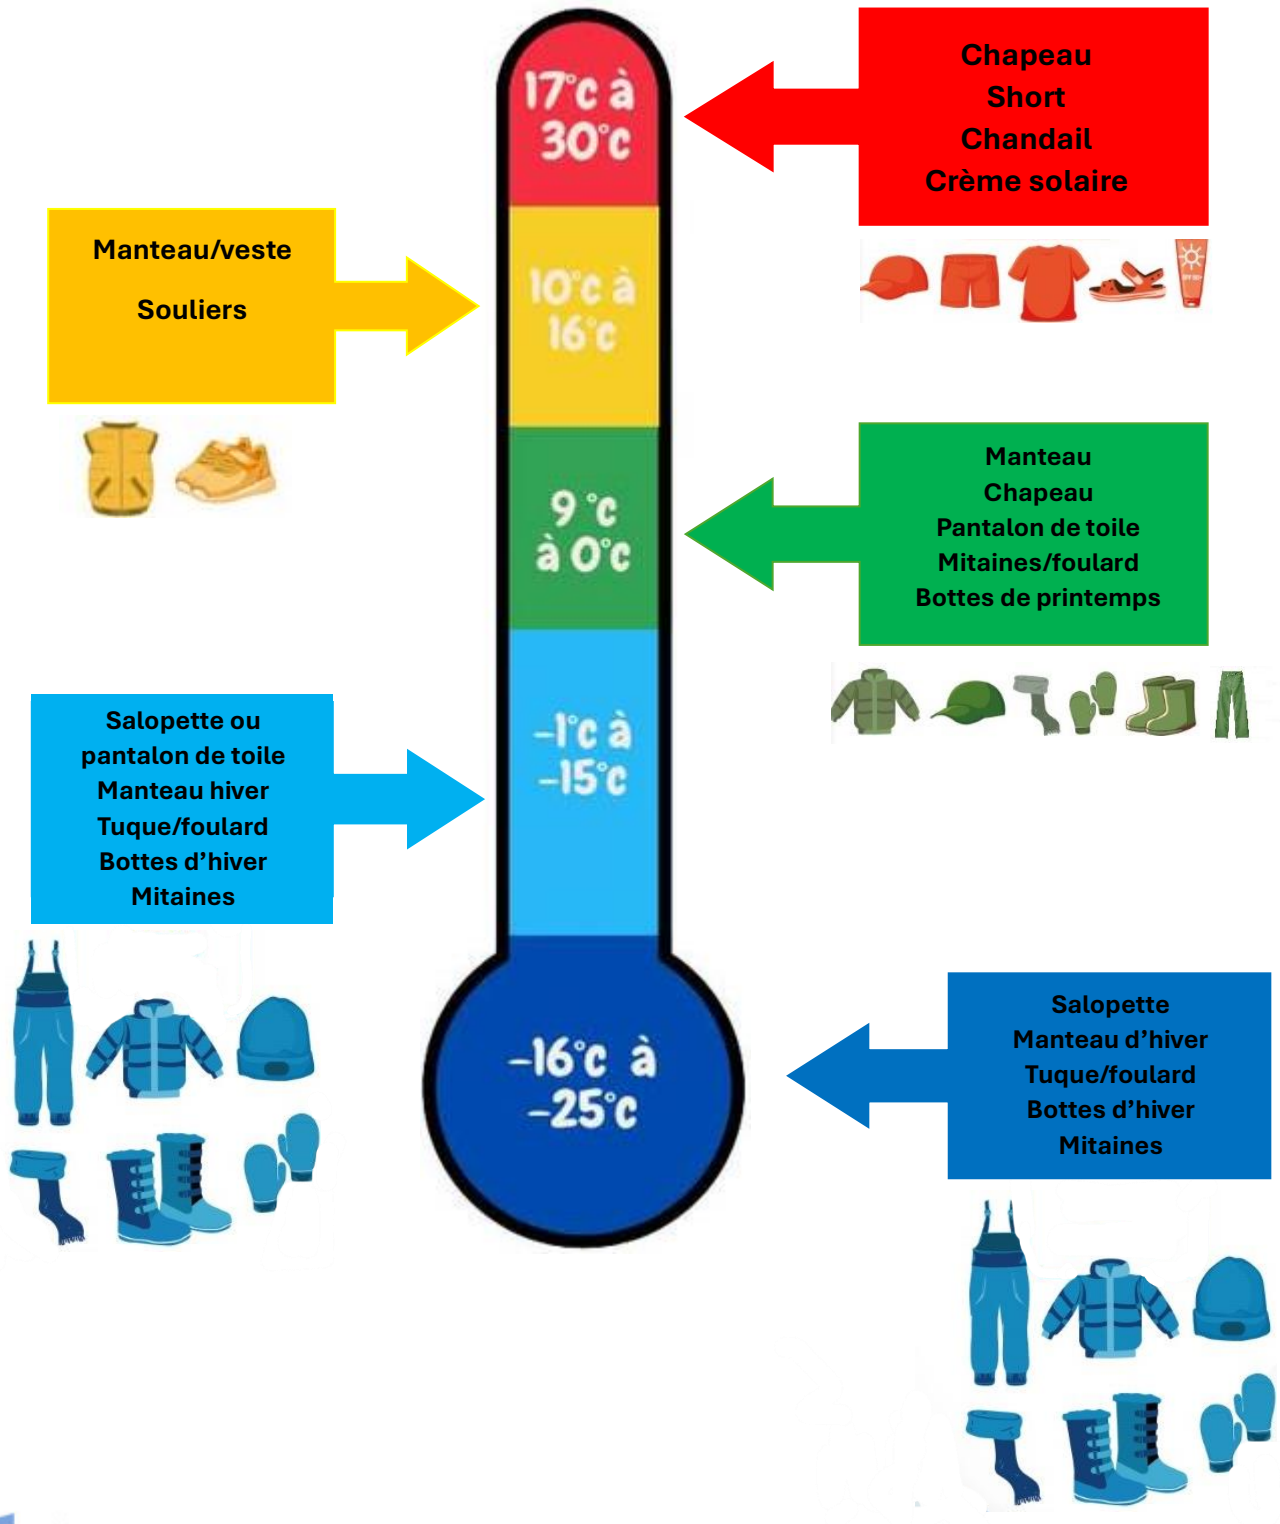 17°c à
30°c
Chapeau
Short
Chandail
Crème solaire
Manteau/veste
Souliers
10°c à
16°c
9 °c
à 0°c
Manteau
Chapeau
Pantalon de toile
Mitaines/foulard
Bottes de printemps
Salopette ou
pantalon de toile
Manteau hiver
Tuque/foulard
Bottes d’hiver
Mitaines
-1°c à
-15°c
-16°c à
-25°c
Salopette
Manteau d’hiver
Tuque/foulard
Bottes d’hiver
Mitaines